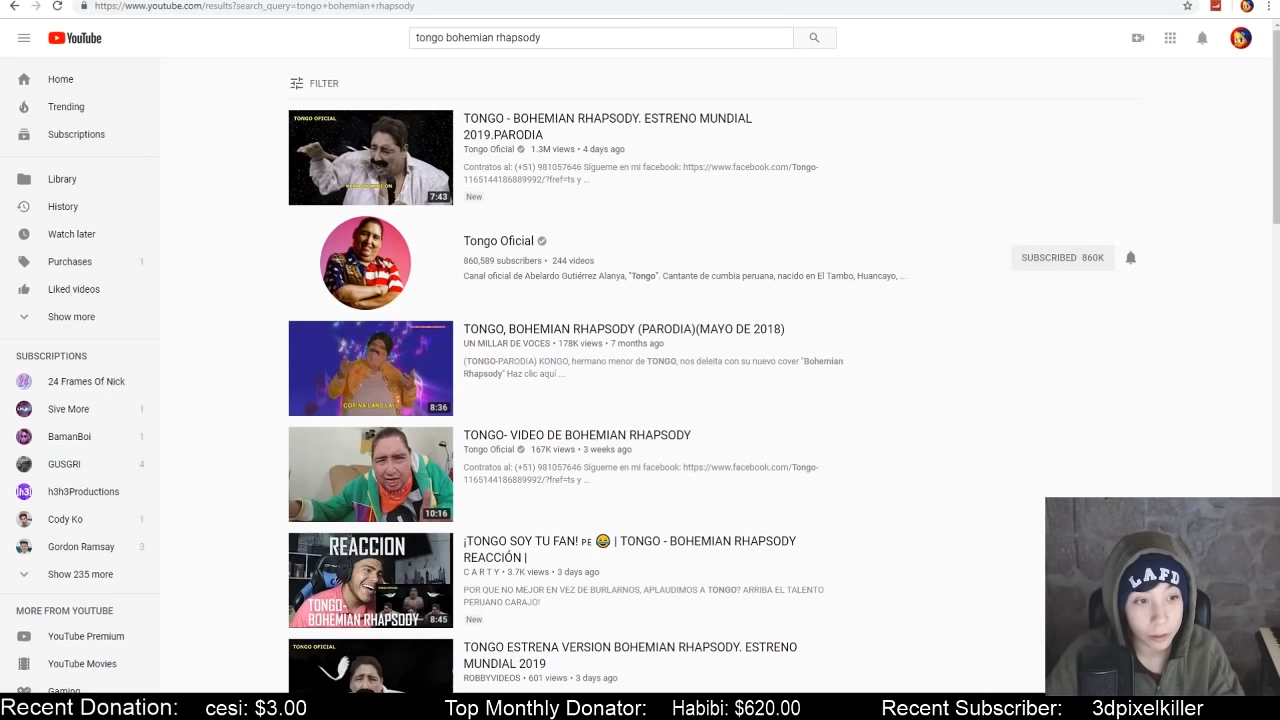 https://www.youtube.com/results?search_query=tongo+bohemian+rhapsody
YouTube
tongo bohemian rhapsody
Home
Trending
Subscriptions
Library
History
Watch later
Purchases 1
Liked videos
Show more
SUBSCRIPTIONS
24 Frames Of Nick
Sive More 1
BamanBoi 1
GUSGRI 4
h3h3Productions
Cody Ko 1
Gordon Ramsay 3
Show 235 more
MORE FROM YOUTUBE
YouTube Premium
YouTube Movies
Gaming
FILTER
TONGO OFICIAL
7:43
TONGO - BOHEMIAN RHAPSODY. ESTRENO MUNDIAL
2019.PARODIA
Tongo Oficial 1.3M views • 4 days ago
Contratos al: (+51) 981057646 Sígueme en mi facebook: https://www.facebook.com/Tongo-
1165144186889992/?fref=ts y ...
New
Tongo Oficial
860,589 subscribers • 244 videos
Canal oficial de Abelardo Gutiérrez Alanya, "Tongo". Cantante de cumbia peruana, nacido en El Tambo, Huancayo, ...
SUBSCRIBED 860K
8:36
TONGO, BOHEMIAN RHAPSODY (PARODIA)(MAYO DE 2018)
UN MILLAR DE VOCES • 178K views • 7 months ago
(TONGO-PARODIA) KONGO, hermano menor de TONGO, nos deleita con su nuevo cover "Bohemian
Rhapsody" Haz clic aquí ...
10:16
TONGO- VIDEO DE BOHEMIAN RHAPSODY
Tongo Oficial 167K views • 3 weeks ago
Contratos al: (+51) 981057646 Sígueme en mi facebook: https://www.facebook.com/Tongo-
1165144186889992/?fref=ts y ...
REACCION
TONGO-
BOHEMIAN RHAPSODY
8:45
¡TONGO SOY TU FAN! PE 😂 | TONGO - BOHEMIAN RHAPSODY
REACCIÓN |
C A R T Y • 3.7K views • 3 days ago
POR QUE NO MEJOR EN VEZ DE BURLARNOS, APLAUDIMOS A TONGO? ARRIBA EL TALENTO
PERUANO CARAJO!
New
TONGO OFICIAL
TONGO ESTRENA VERSION BOHEMIAN RHAPSODY. ESTRENO
MUNDIAL 2019
ROBBYVIDEOS • 601 views • 3 days ago
LAFD
Recent Donation: cesi: $3.00 Top Monthly Donator: Habibi: $620.00 Recent Subscriber: 3dpixelkiller